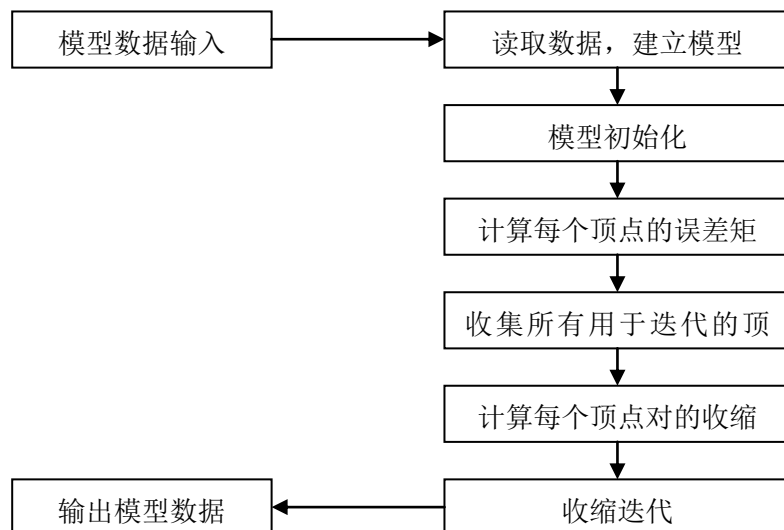 模型数据输入
读取数据，建立模型
模型初始化
计算每个顶点的误差矩
收集所有用于迭代的顶
计算每个顶点对的收缩
收缩迭代
输出模型数据